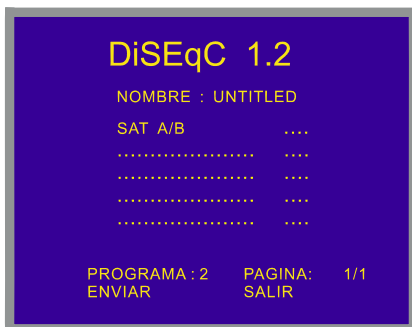 DiSEqC 1.2
NOMBRE : UNTITLED
SAT A/B ....
..................... ....
..................... ....
..................... ....
..................... ....
PROGRAMA : 2 PAGINA: 1/1
ENVIAR SALIR